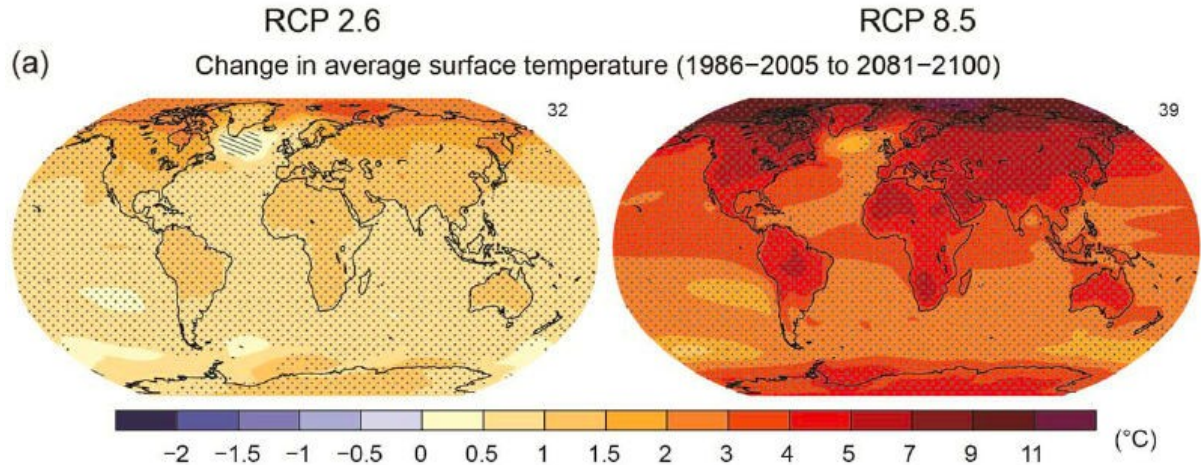 RCP 2.6 RCP 8.5
(a) Change in average surface temperature (1986−2005 to 2081−2100)
32 39
−2 −1.5 −1 −0.5 0 0.5 1 1.5 2 3 4 5 7 9 11 (°C)